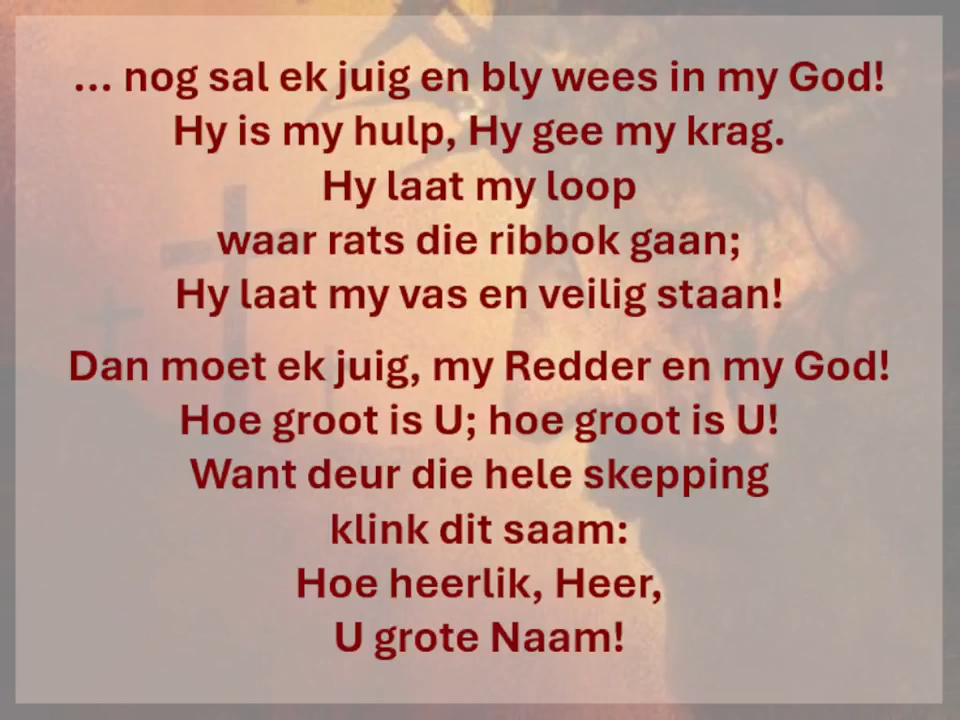 ... nog sal ek juig en bly wees in my God!
Hy is my hulp, Hy gee my krag.
Hy laat my loop
waar rats die ribbok gaan;
Hy laat my vas en veilig staan!
Dan moet ek juig, my Redder en my God!
Hoe groot is U; hoe groot is U!
Want deur die hele skepping
klink dit saam:
Hoe heerlik, Heer,
U grote Naam!